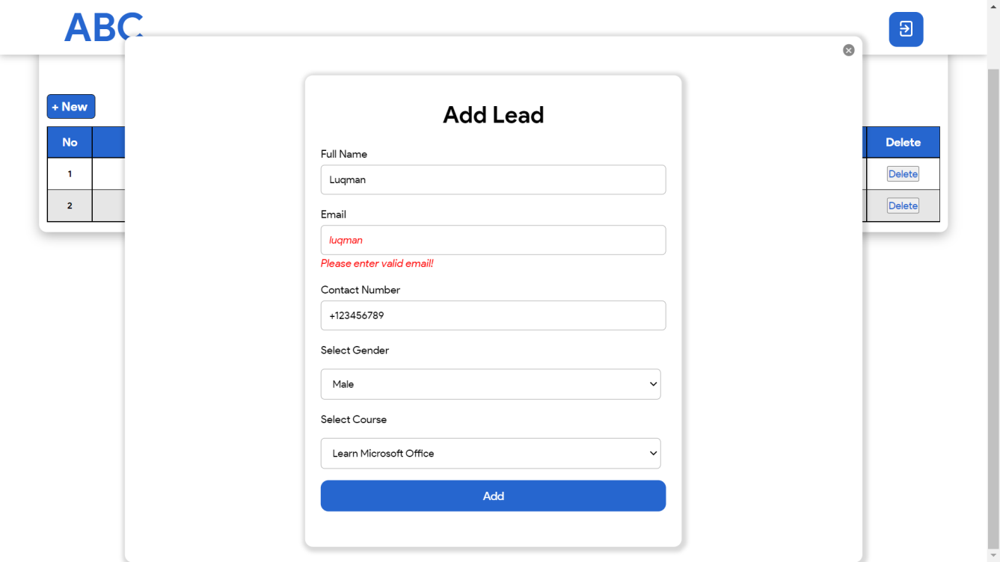 ABC
+ New
No
Delete
1
Delete
2
Delete
Add Lead
Full Name
Luqman
Email
luqman
Please enter valid email!
Contact Number
+123456789
Select Gender
Male
Select Course
Learn Microsoft Office
Add